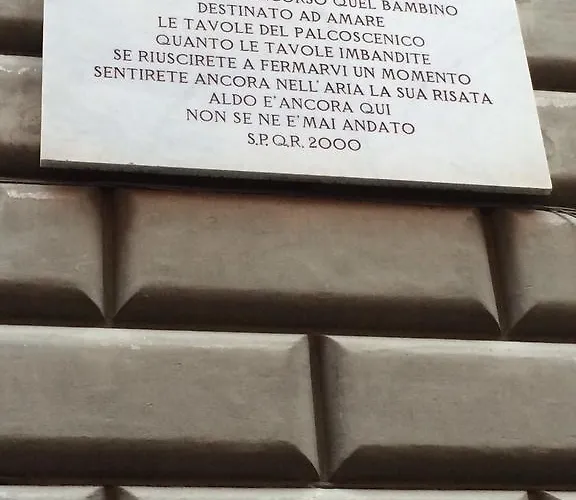 QUEL BAMBINO
DESTINATO AD AMARE
LE TAVOLE DEL PALCOSCENICO
QUANTO LE TAVOLE IMBANDITE
SE RIUSCIRETE A FERMARVI UN MOMENTO
SENTIRETE ANCORA NELL'ARIA LA SUA RISATA
ALDO E' ANCORA QUI
NON SE NE E' MAI ANDATO
S.P.Q.R. 2000